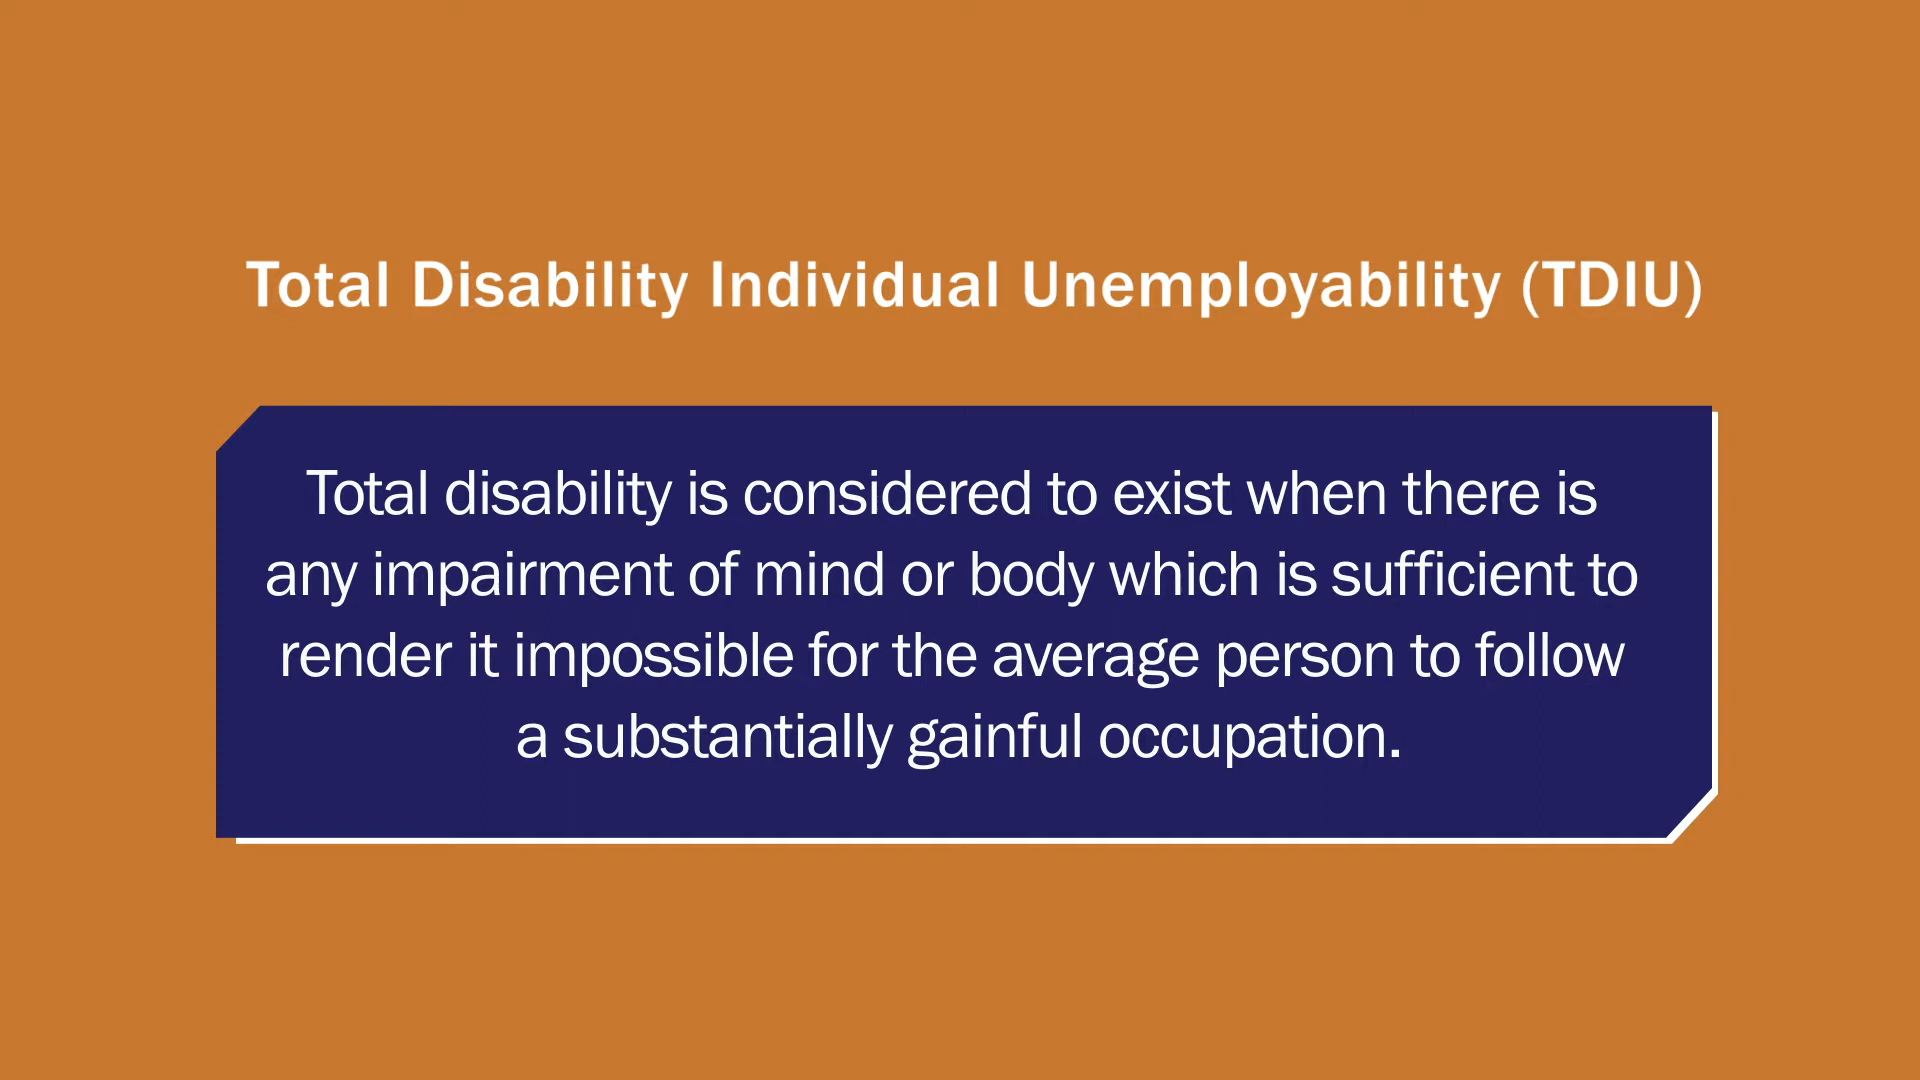 Total Disability Individual Unemployability (TDIU)
Total disability is considered to exist when there is
any impairment of mind or body which is sufficient to
render it impossible for the average person to follow
a substantially gainful occupation.